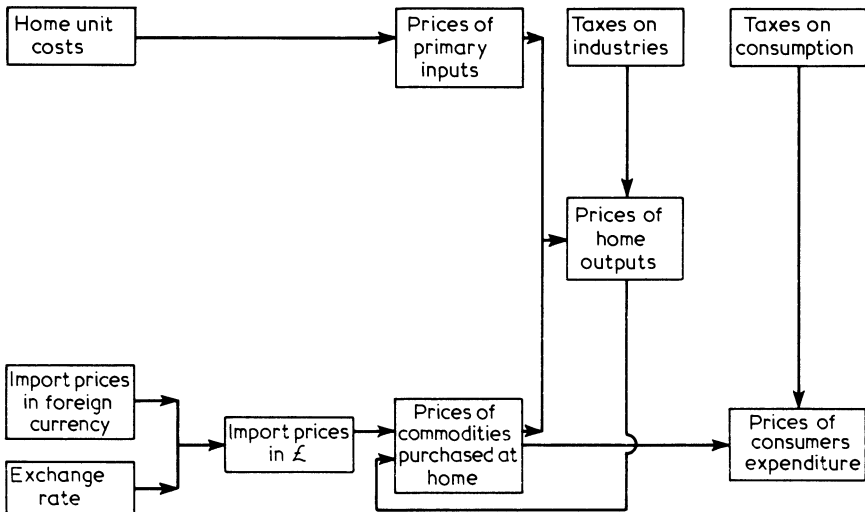 Home unit
costs
Prices of
primary
inputs
Taxes on
industries
Taxes on
consumption
Prices of
home
outputs
Import prices
in foreign
currency
Exchange
rate
Import prices
in £
Prices of
commodities
purchased at
home
Prices of
consumers
expenditure